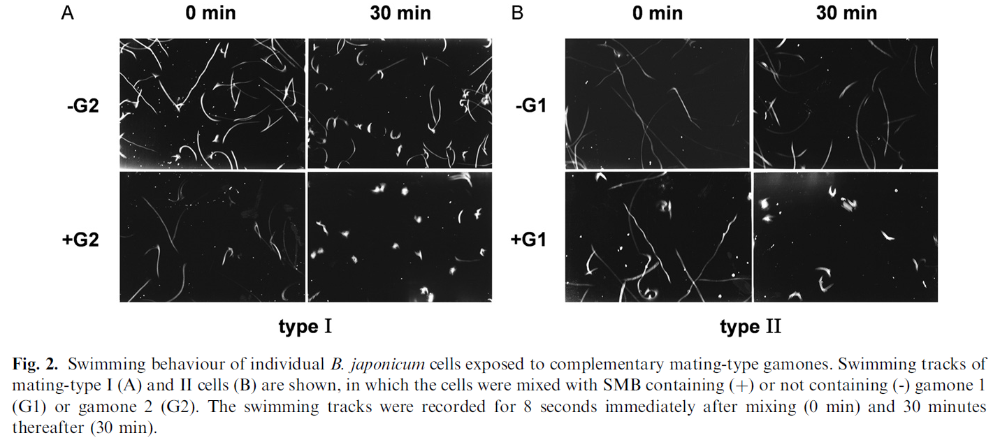 A 0 min 30 min B 0 min 30 min
-G2 -G1
+G2 +G1
type I type II
Fig. 2. Swimming behaviour of individual B. japonicum cells exposed to complementary mating-type gamones. Swimming tracks of
mating-type I (A) and II cells (B) are shown, in which the cells were mixed with SMB containing (+) or not containing (-) gamone 1
(G1) or gamone 2 (G2). The swimming tracks were recorded for 8 seconds immediately after mixing (0 min) and 30 minutes
thereafter (30 min).